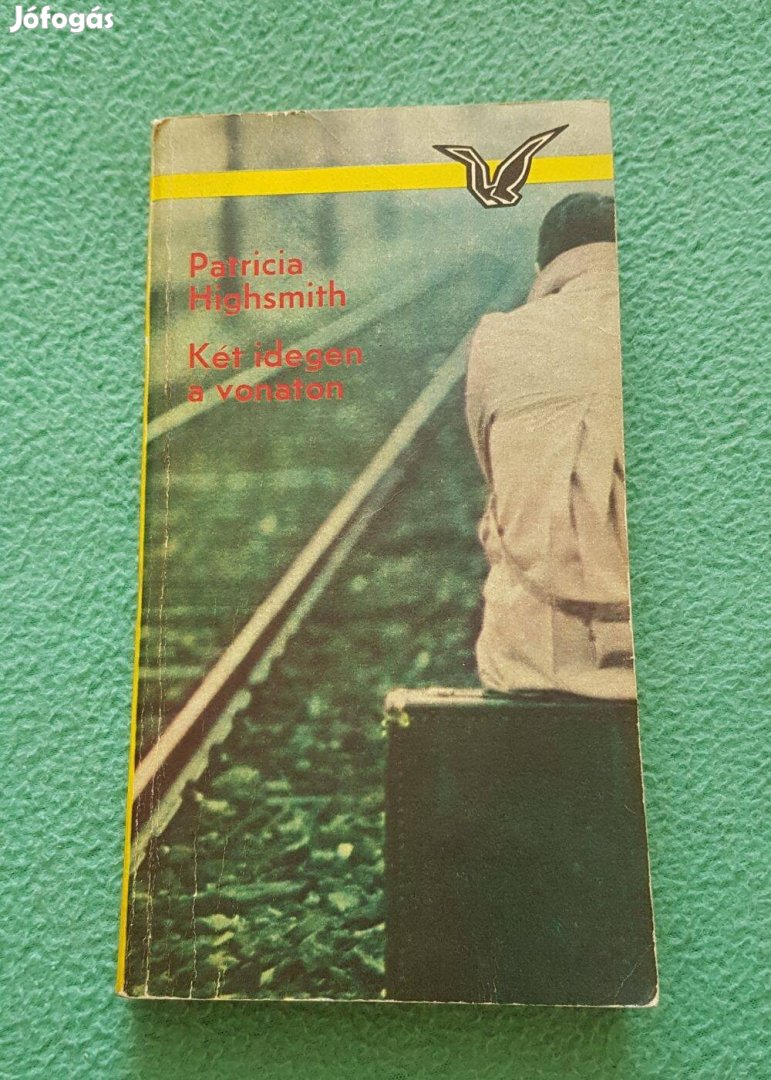 Jófogás
Patricia
Highsmith
Két idegen
a vonaton